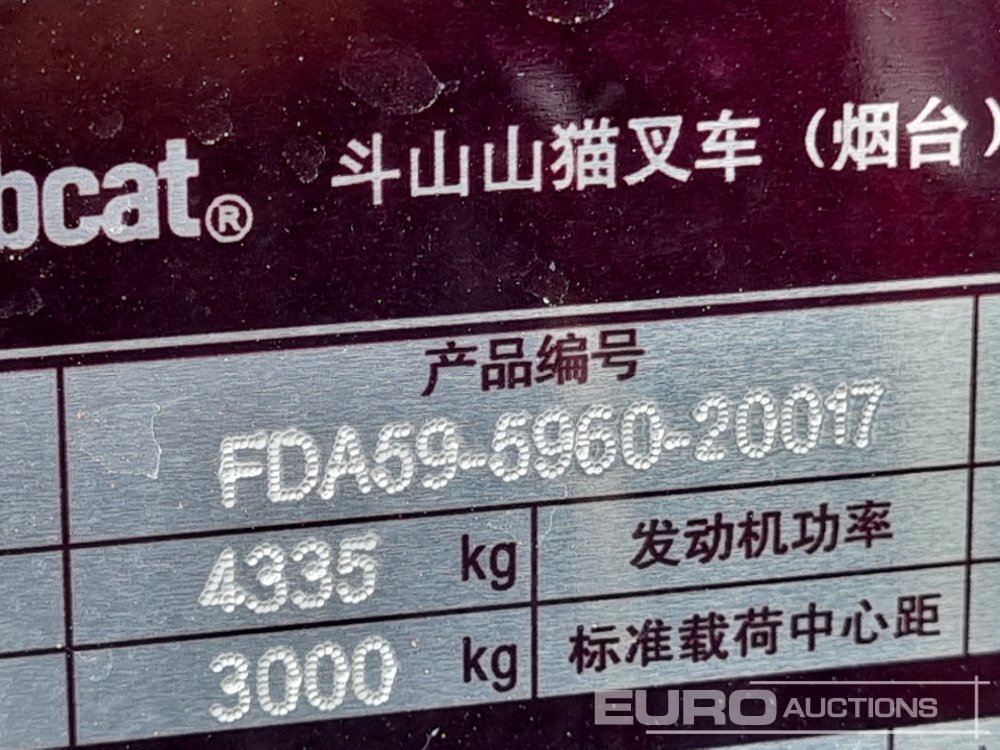 bcat® 斗山山猫叉车（烟台）
产品编号
FDA59-5960-20017
4335 kg 发动机功率
3000 kg 标准载荷中心距
EURO AUCTIONS